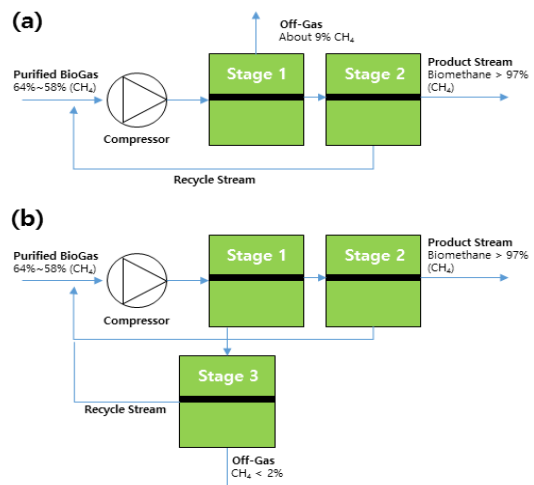 (a)
Off-Gas
About 9% CH₄
Purified BioGas
64%~58% (CH₄)
Compressor
Stage 1
Stage 2
Product Stream
Biomethane > 97%
(CH₄)
Recycle Stream
(b)
Purified BioGas
64%~58% (CH₄)
Compressor
Stage 1
Stage 2
Product Stream
Biomethane > 97%
(CH₄)
Stage 3
Recycle Stream
Off-Gas
CH₄ < 2%